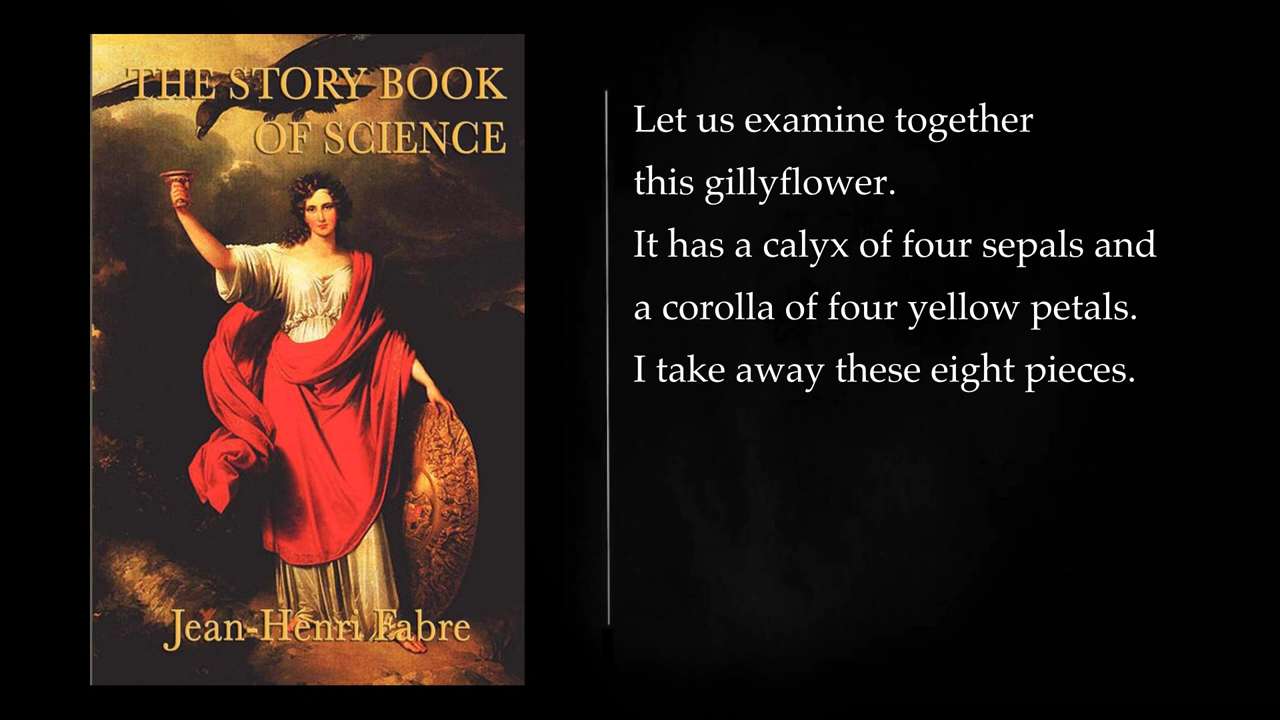 THE STORY BOOK
OF SCIENCE
Jean-Henri Fabre
Let us examine together
this gillyflower.
It has a calyx of four sepals and
a corolla of four yellow petals.
I take away these eight pieces.